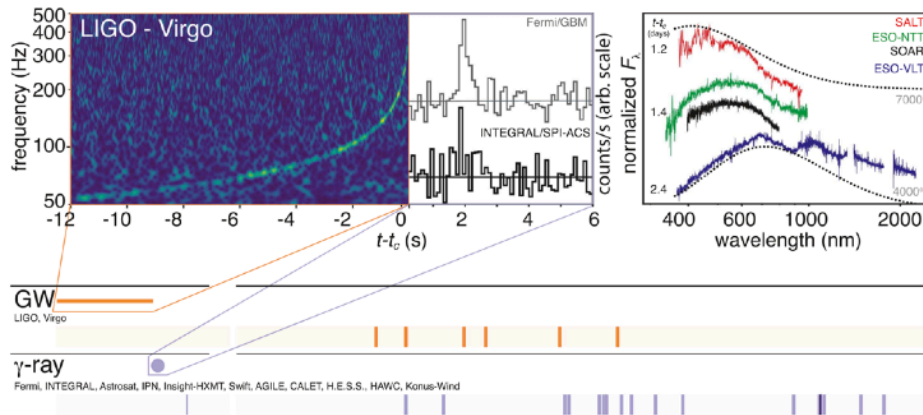 LIGO - Virgo
frequency (Hz)
500
400
300
200
100
50
-12 -10 -8 -6 -4 -2 0 2 4 6
t-tc (s)
Fermi/GBM
INTEGRAL/SPI-ACS
counts/s (arb. scale)
normalized Fλ
t-tc
(days)
1.2
1.4
2.4
SALT
ESO-NTT
SOAR
ESO-VLT
7000
4000°
400 600 1000 2000
wavelength (nm)
GW
LIGO, Virgo
γ-ray
Fermi, INTEGRAL, Astrosat, IPN, Insight-HXMT, Swift, AGILE, CALET, H.E.S.S., HAWC, Konus-Wind